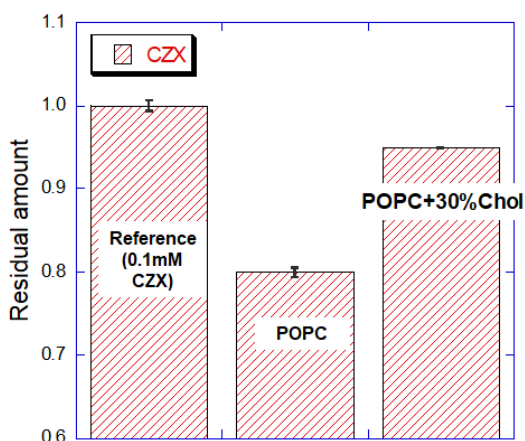 1.1
CZX
1.0
0.9
POPC+30%Chol
Reference
(0.1mM
CZX)
0.8
POPC
0.7
0.6
Residual amount